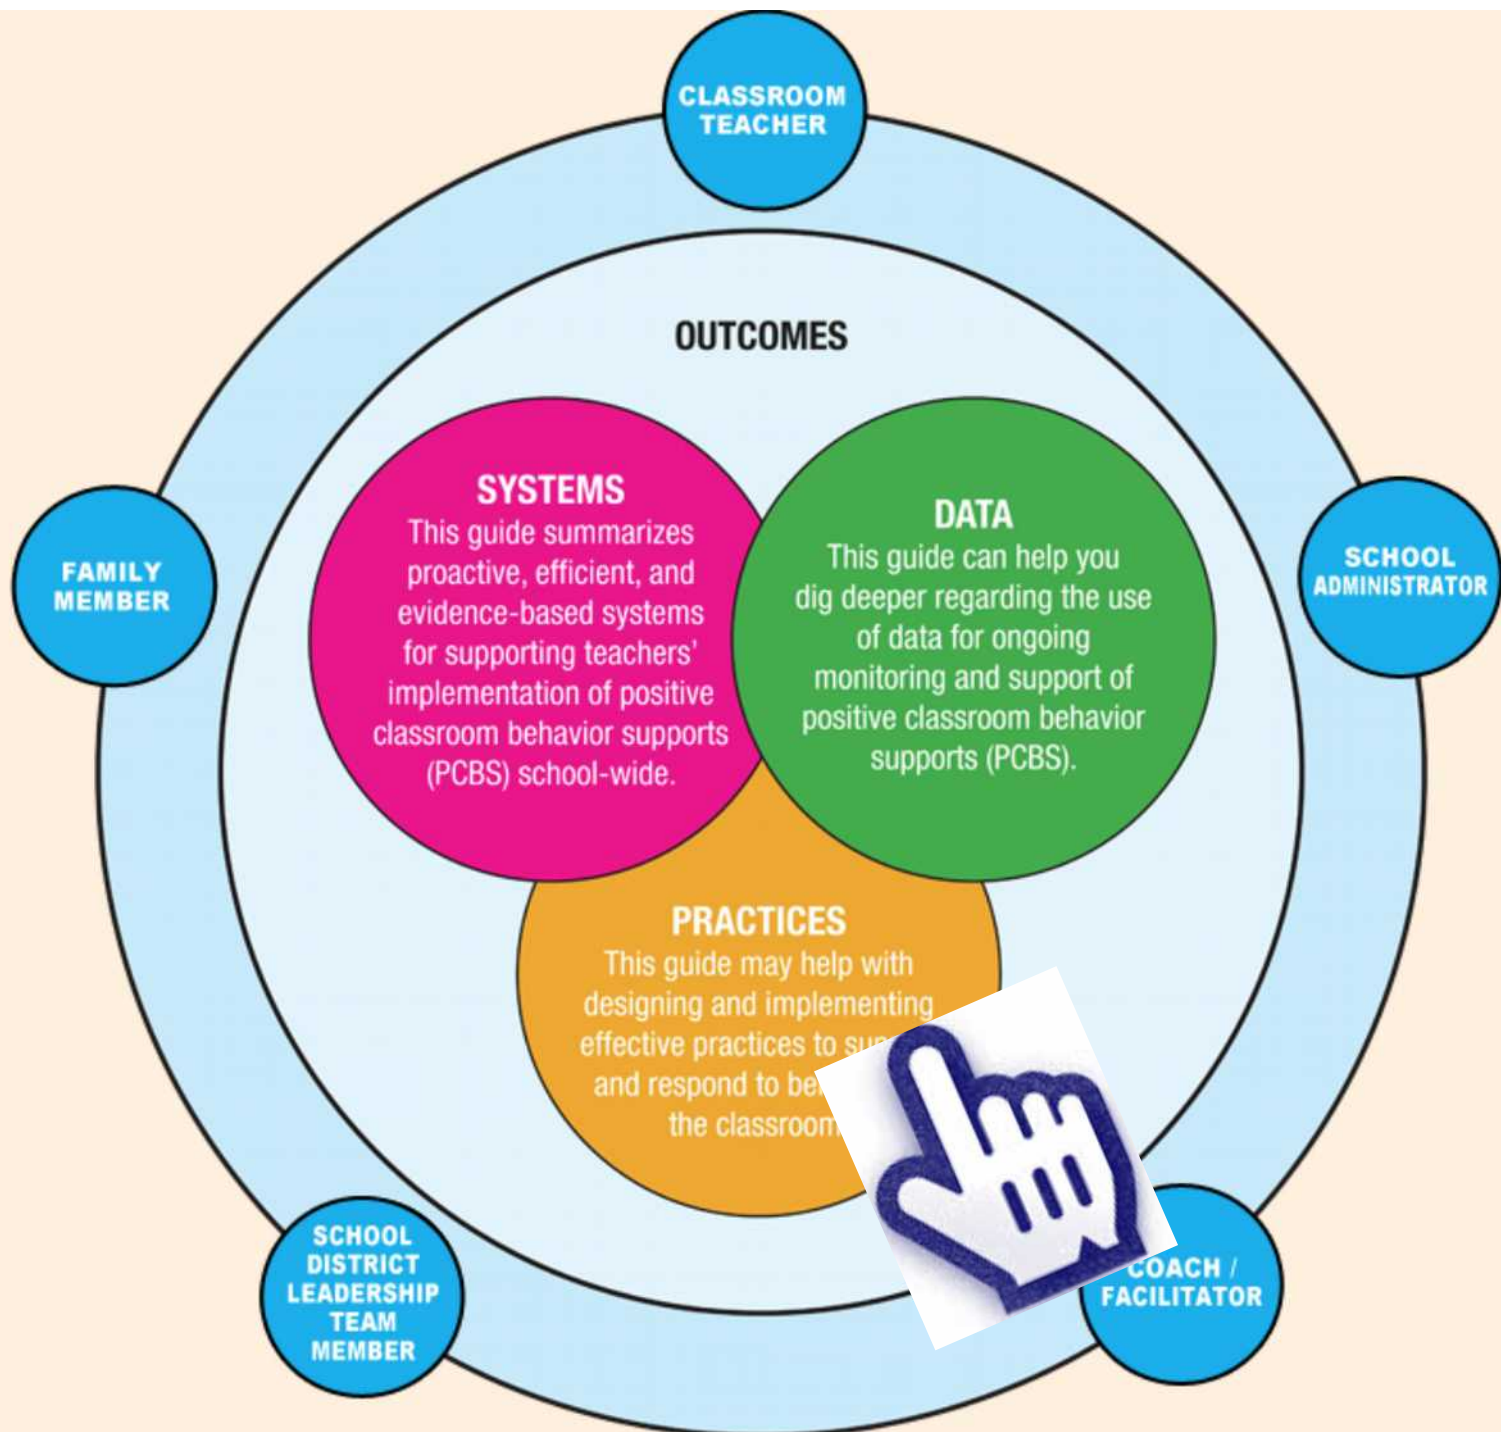 CLASSROOM
TEACHER
OUTCOMES
SYSTEMS
This guide summarizes
proactive, efficient, and
evidence-based systems
for supporting teachers’
implementation of positive
classroom behavior supports
(PCBS) school-wide.
DATA
This guide can help you
dig deeper regarding the use
of data for ongoing
monitoring and support of
positive classroom behavior
supports (PCBS).
FAMILY
MEMBER
SCHOOL
ADMINISTRATOR
PRACTICES
This guide may help with
designing and implementing
effective practices to
and respond to
the classroom
SCHOOL
DISTRICT
LEADERSHIP
TEAM
MEMBER
COACH /
FACILITATOR